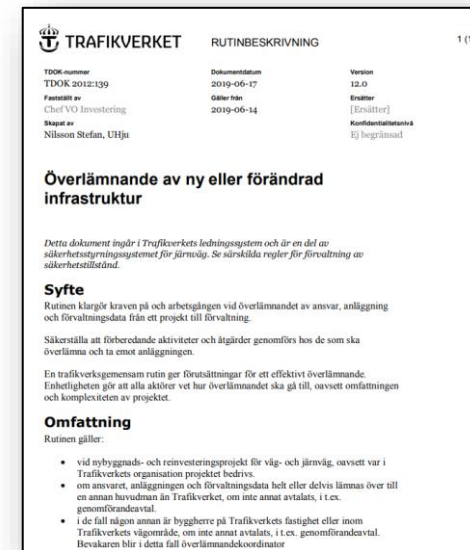 TRAFIKVERKET
RUTINBESKRIVNING
1 (1
TDOK-nummer
Dokumentdatum
Version
TDOK 2012:139
2019-06-17
12.0
Fastställt av
Gäller från
Ersätter
Chef VO Investering
2019-06-14
[Ersätter]
Skapat av
Konfidentialitetsnivå
Nilsson Stefan, UHju
Ej begränsad
Överlämnande av ny eller förändrad
infrastruktur
Detta dokument ingår i Trafikverkets ledningssystem och är en del av
säkerhetsstyrningssystemet för järnväg. Se särskilda regler för förvaltning av
säkerhetstillstånd.
Syfte
Rutinen klargör kraven på och arbetsgången vid överlämnandet av ansvar, anläggning
och förvaltningsdata från ett projekt till förvaltning.
Säkerställa att förberedande aktiviteter och åtgärder genomförs hos de som ska
överlämna och ta emot anläggningen.
En trafikverksgemensam rutin ger förutsättningar för ett effektivt överlämnande.
Enhetligheten gör att alla aktörer vet hur överlämnandet ska gå till, oavsett omfattningen
och komplexiteten av projektet.
Omfattning
Rutinen gäller:
• vid nybyggnads- och reinvesteringsprojekt för väg- och järnväg, oavsett var i
Trafikverkets organisation projektet bedrivs.
• om ansvaret, anläggningen och förvaltningsdata helt eller delvis lämnas över till
en annan huvudman än Trafikverket, om inte annat avtalats, i t.ex.
genomförandeavtal.
• i de fall någon annan är byggherre på Trafikverkets fastighet eller inom
Trafikverkets vägområde, om inte annat avtalats, i t.ex. genomförandeavtal.
Bevakaren blir i detta fall överlämnandekoordinator